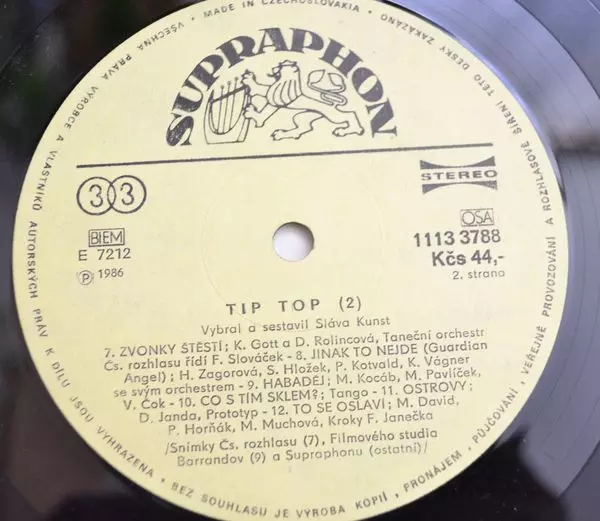 VŠECHNA PRÁVA VÝROBCE A VLASTNÍKŮ AUTORSKÝCH PRÁV K DÍLU JSOU VYHRAZENA • BEZ SOUHLASU JE VÝROBA KOPIÍ, PRONÁJEM, PŮJČOVÁNÍ, VEŘEJNÉ PROVOZOVÁNÍ A ROZHLASOVÉ ŠÍŘENÍ TÉTO DESKY ZAKÁZÁNO • MADE IN CZECHOSLOVAKIA •
SUPRAPHON
33
STEREO
BIEM
OSA
E 7212
1113 3788
Ⓟ 1986
Kčs 44,-
2. strana
TIP TOP (2)
Vybral a sestavil Sláva Kunst
7. ZVONKY ŠTĚSTÍ; K. Gott a D. Rolincová, Taneční orchestr
Čs. rozhlasu řídí F. Slováček - 8. JINAK TO NEJDE (Guardian
Angel); H. Zagorová, S. Hložek, P. Kotvald, K. Vágner
se svým orchestrem - 9. HABADĚJ; M. Kocáb, M. Pavlíček,
V. Čok - 10. CO S TÍM SKLEM?; Tango - 11. OSTROVY;
D. Janda, Prototyp - 12. TO SE OSLAVÍ; M. David,
P. Horňák, M. Muchová, Kroky F. Janečka
/Snímky Čs. rozhlasu (7), Filmového studia
Barrandov (9) a Supraphonu (ostatní)/